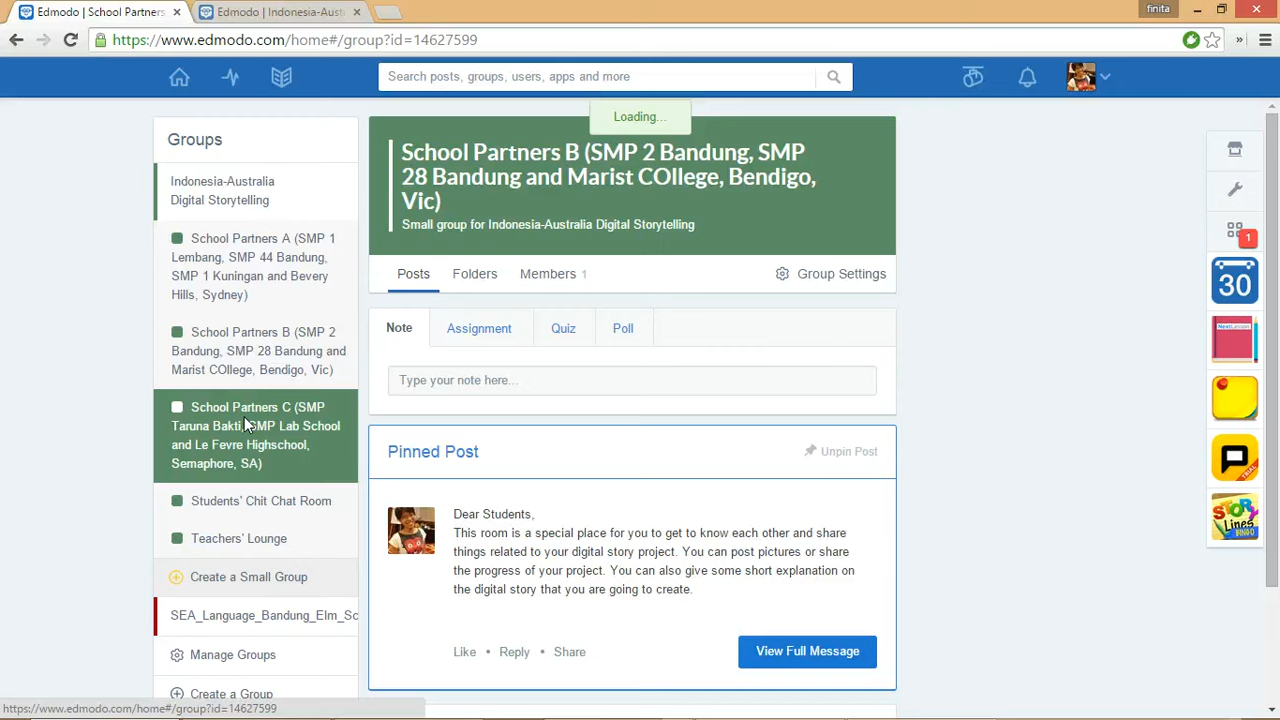 Edmodo | School Partners
Edmodo | Indonesia-Aust
finita
https://www.edmodo.com/home#/group?id=14627599
Search posts, groups, users, apps and more
Loading...
Groups
Indonesia-Australia
Digital Storytelling
School Partners A (SMP 1
Lembang, SMP 44 Bandung,
SMP 1 Kuningan and Bevery
Hills, Sydney)
School Partners B (SMP 2
Bandung, SMP 28 Bandung and
Marist COllege, Bendigo, Vic)
School Partners C (SMP
Taruna Bakti, SMP Lab School
and Le Fevre Highschool,
Semaphore, SA)
Students' Chit Chat Room
Teachers' Lounge
Create a Small Group
SEA_Language_Bandung_Elm_Sc
Manage Groups
Create a Group
School Partners B (SMP 2 Bandung, SMP
28 Bandung and Marist COllege, Bendigo,
Vic)
Small group for Indonesia-Australia Digital Storytelling
Posts Folders Members 1 Group Settings
Note Assignment Quiz Poll
Type your note here...
Pinned Post Unpin Post
Dear Students,
This room is a special place for you to get to know each other and share
things related to your digital story project. You can post pictures or share
the progress of your project. You can also give some short explanation on
the digital story that you are going to create.
Like • Reply • Share View Full Message
1
30
NextLesson
TRIAL
STORY
LINES
BINGO
https://www.edmodo.com/home#/group?id=14627599